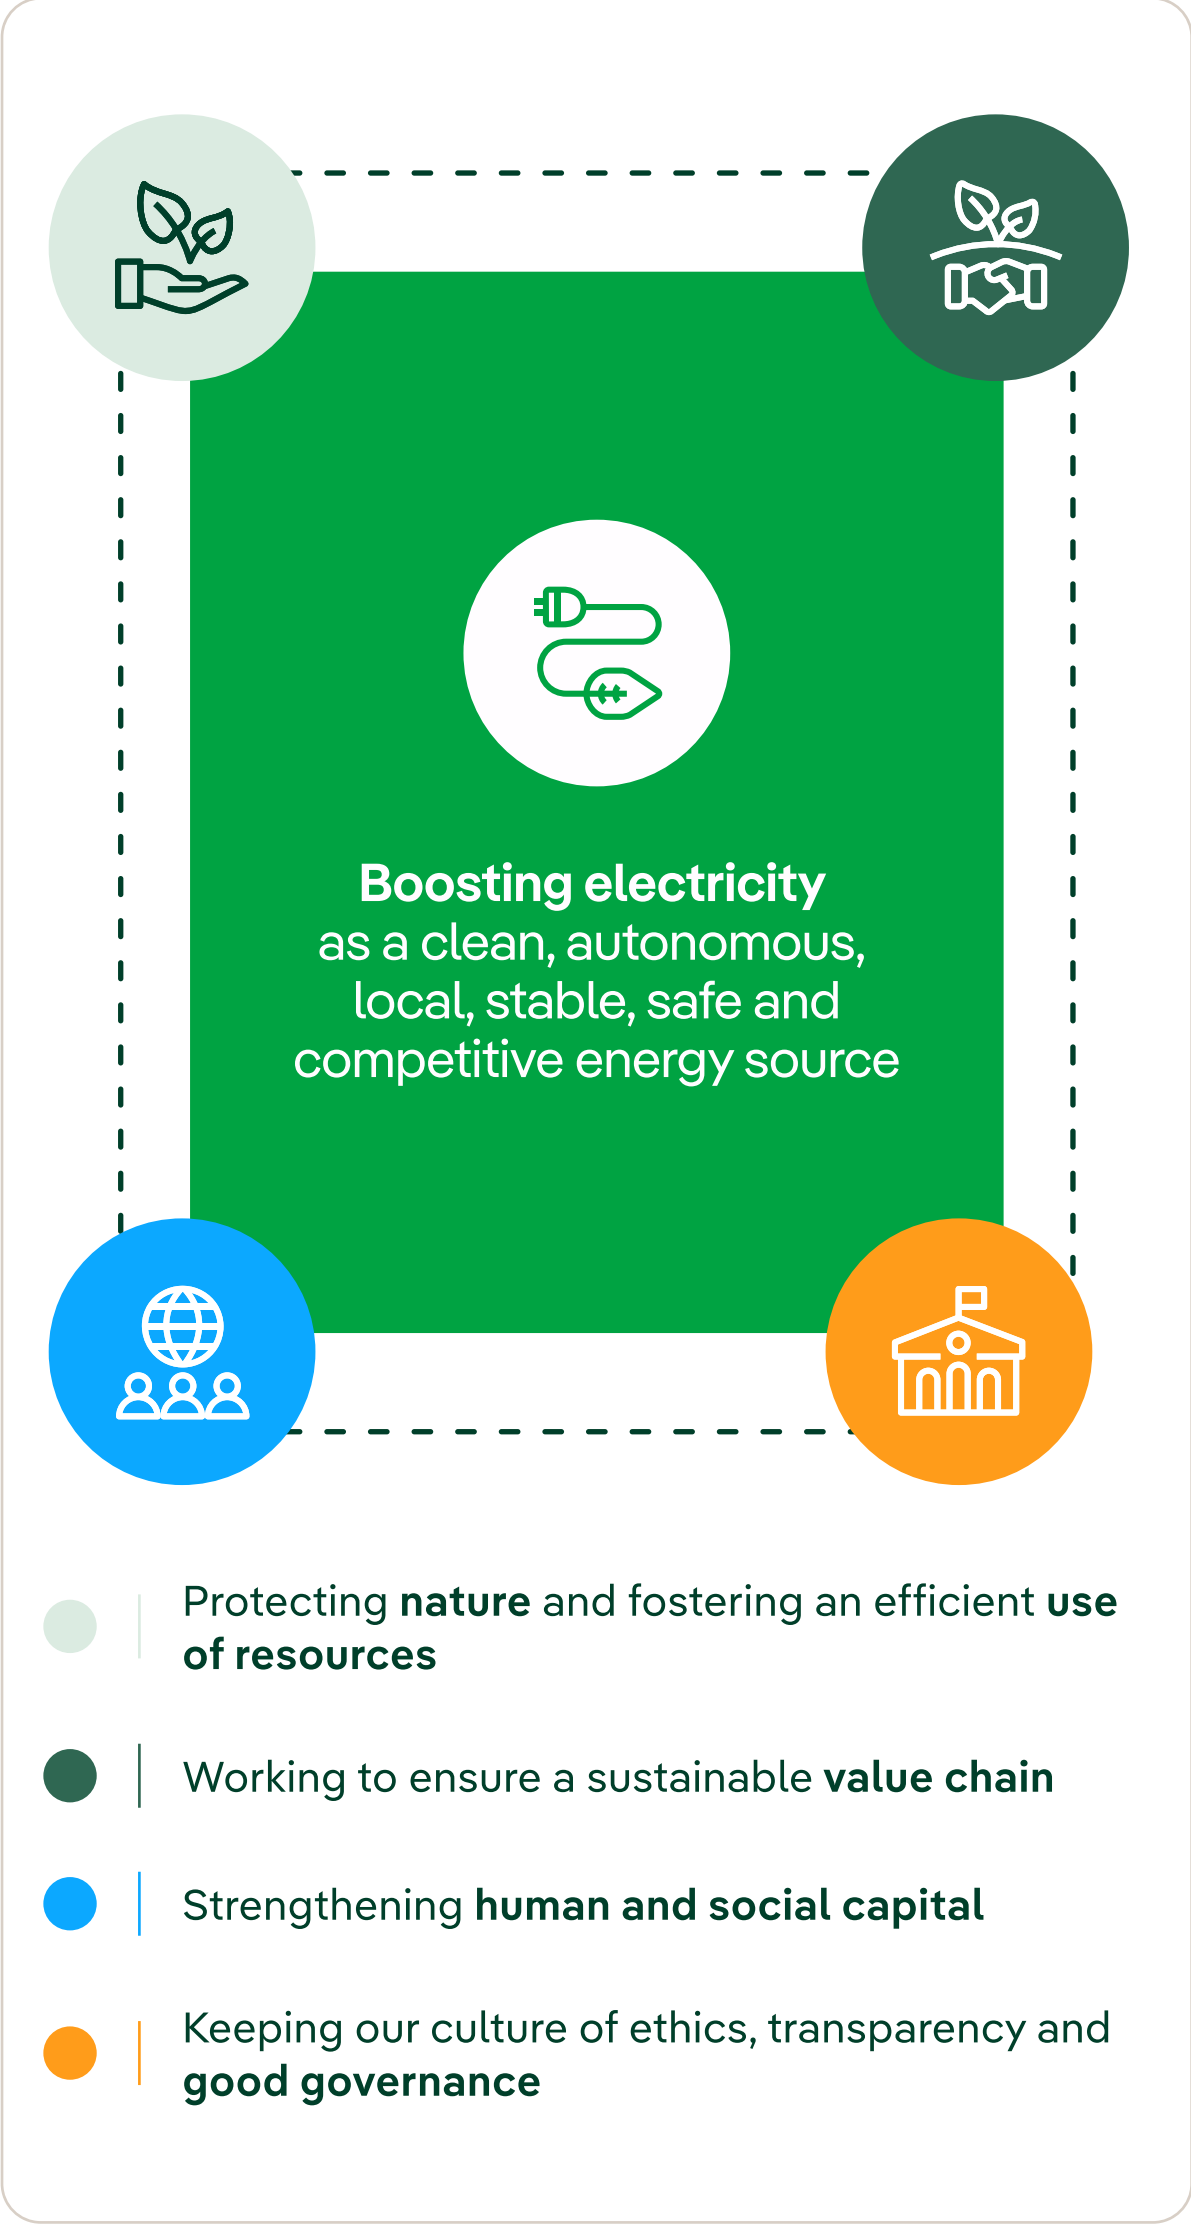 Boosting electricity
as a clean, autonomous,
local, stable, safe and
competitive energy source
Protecting nature and fostering an efficient use
of resources
Working to ensure a sustainable value chain
Strengthening human and social capital
Keeping our culture of ethics, transparency and
good governance